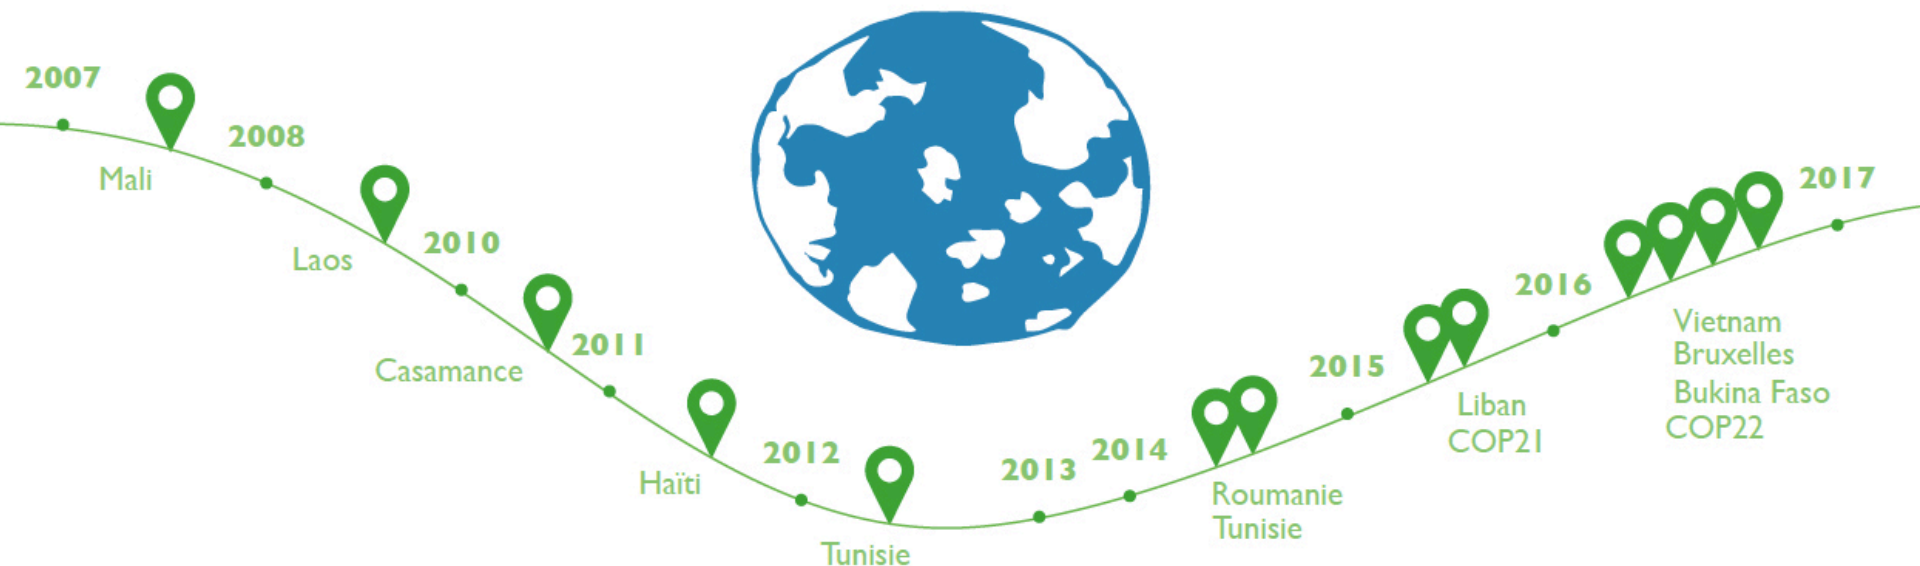 2007
Mali
2008
Laos
2010
Casamance
2011
Haïti
2012
Tunisie
2013
2014
Roumanie
Tunisie
2015
Liban
COP21
2016
Vietnam
Bruxelles
Bukina Faso
COP22
2017